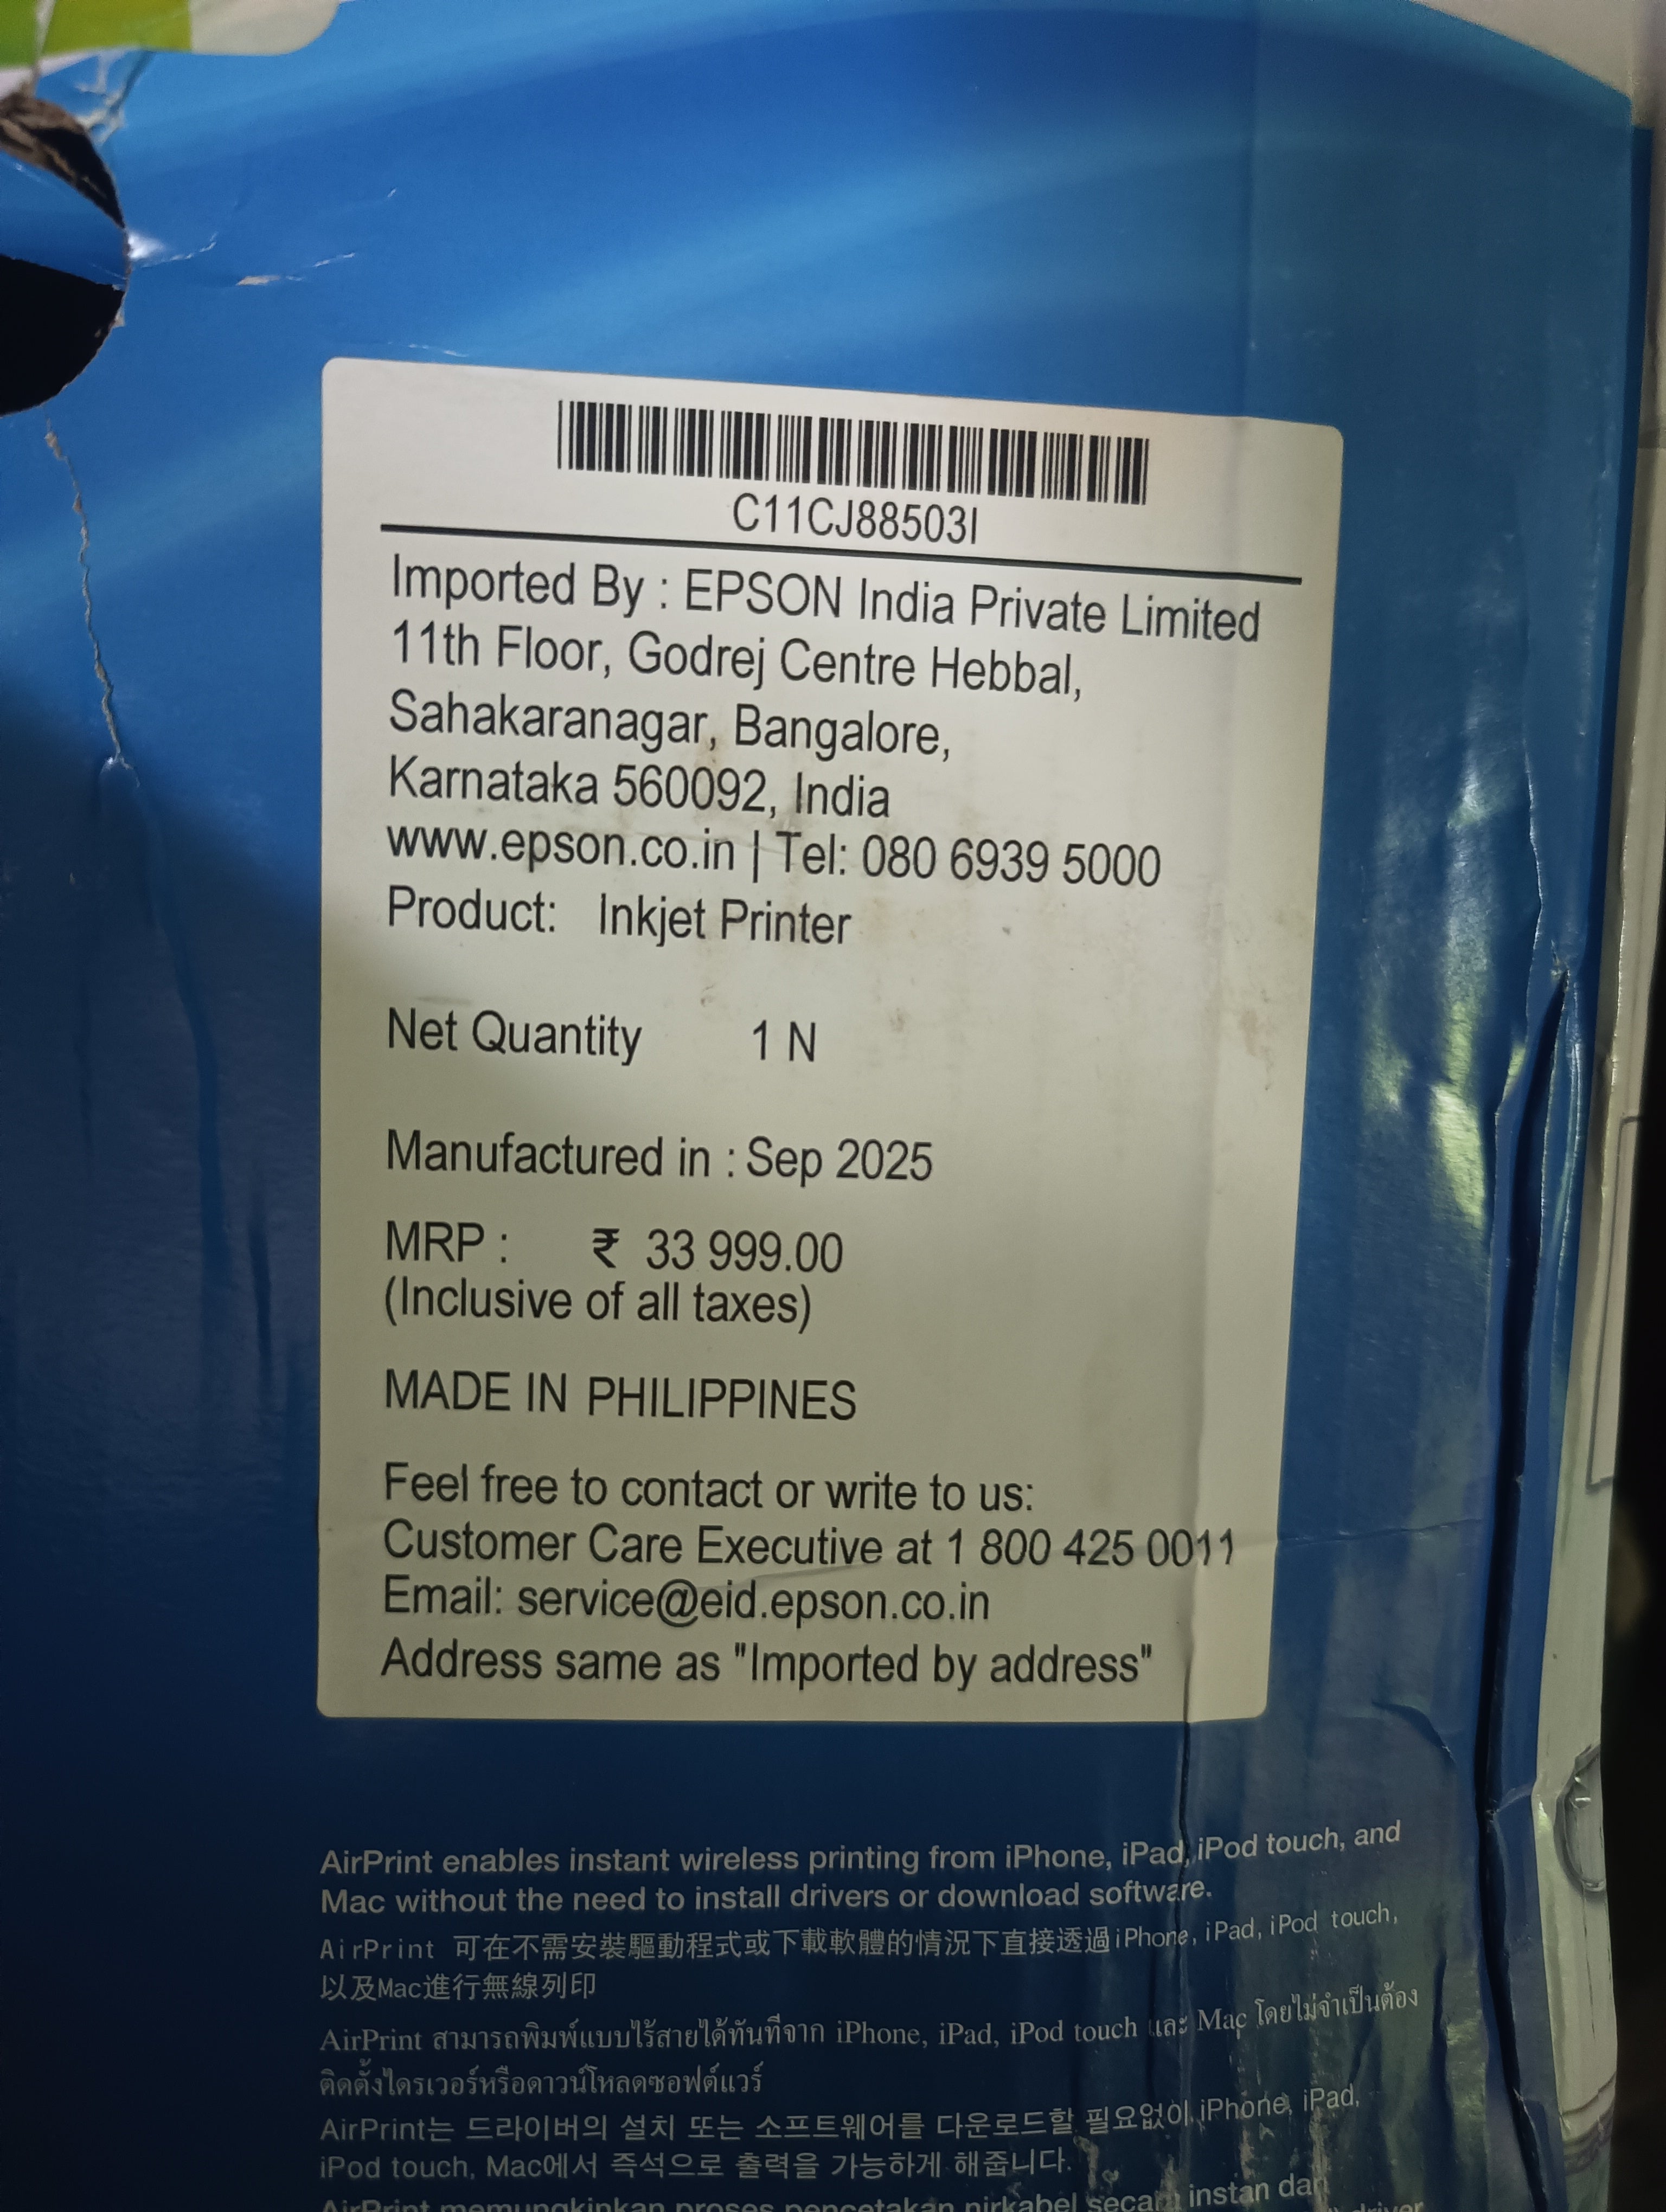 C11CJ88503I
Imported By : EPSON India Private Limited
11th Floor, Godrej Centre Hebbal,
Sahakaranagar, Bangalore,
Karnataka 560092, India
www.epson.co.in | Tel: 080 6939 5000
Product: Inkjet Printer
Net Quantity 1 N
Manufactured in : Sep 2025
MRP : ₹ 33 999.00
(Inclusive of all taxes)
MADE IN PHILIPPINES
Feel free to contact or write to us:
Customer Care Executive at 1 800 425 0011
Email: service@eid.epson.co.in
Address same as "Imported by address"
AirPrint enables instant wireless printing from iPhone, iPad, iPod touch, and
Mac without the need to install drivers or download software.
AirPrint 可在不需安裝驅動程式或下載軟體的情況下直接透過iPhone, iPad, iPod touch,
以及Mac進行無線列印
AirPrint สามารถพิมพ์แบบไร้สายได้ทันทีจาก iPhone, iPad, iPod touch และ Mac โดยไม่จำเป็นต้อง
ติดตั้งไดรเวอร์หรือดาวน์โหลดซอฟต์แวร์
AirPrint는 드라이버의 설치 또는 소프트웨어를 다운로드할 필요없이 iPhone, iPad,
iPod touch, Mac에서 즉석으로 출력을 가능하게 해줍니다.
AirPrint memungkinkan proses pencetakan nirkabel secara instan dari